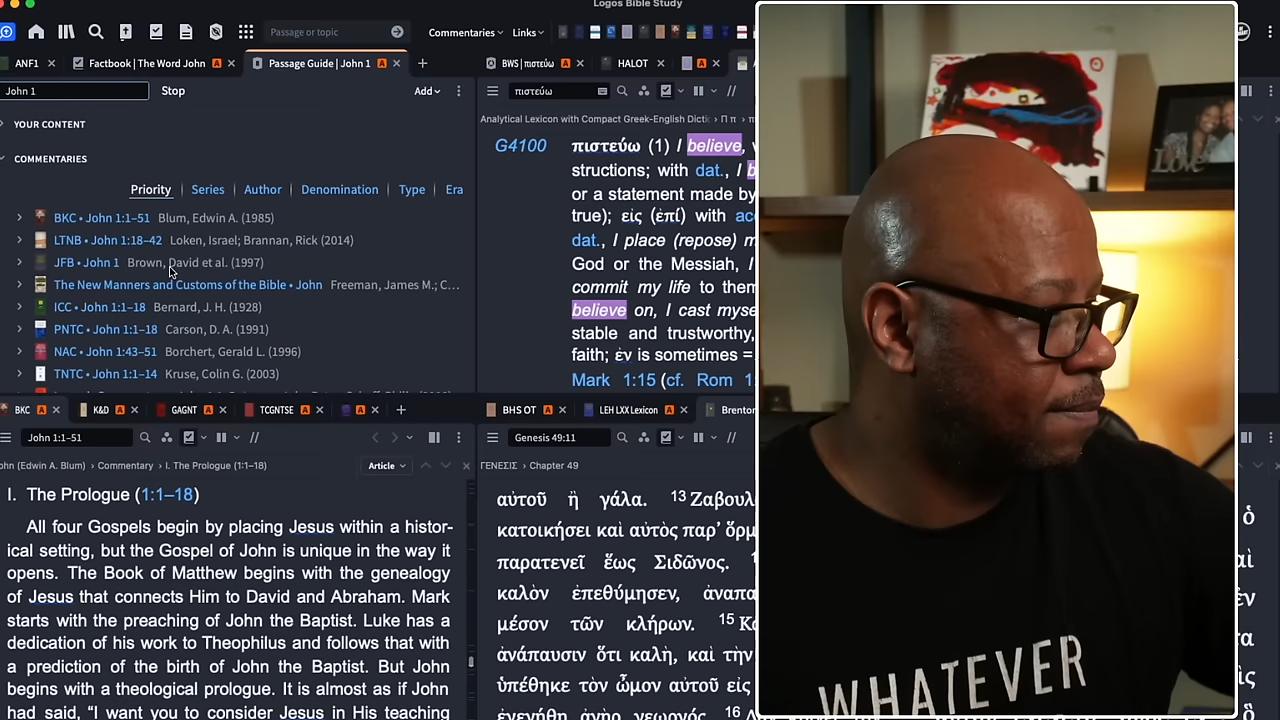 Logos Bible Study
Passage or topic
Commentaries
Links
ANF1
Factbook | The Word John
A
Passage Guide | John 1
A
BWS | πιστεύω
A
HALOT
A
John 1
Stop
Add
πιστεύω
YOUR CONTENT
COMMENTARIES
Priority Series Author Denomination Type Era
BKC • John 1:1–51 Blum, Edwin A. (1985)
LTNB • John 1:18–42 Loken, Israel; Brannan, Rick (2014)
JFB • John 1 Brown, David et al. (1997)
The New Manners and Customs of the Bible • John Freeman, James M.; C…
ICC • John 1:1–18 Bernard, J. H. (1928)
PNTC • John 1:1–18 Carson, D. A. (1991)
NAC • John 1:43–51 Borchert, Gerald L. (1996)
TNTC • John 1:1–14 Kruse, Colin G. (2003)
Analytical Lexicon with Compact Greek-English Dictic › Π π ›
G4100 πιστεύω (1) I believe,
structions; with dat., I
or a statement made by
true); εἰς (ἐπί) with
dat., I place (repose)
God or the Messiah, I
commit my life to them
believe on, I cast myse
stable and trustworthy,
faith; ἐν is sometimes =
Mark 1:15 (cf. Rom 1:
Love
BKC A K&D A GAGNT A TCGNTSE A A
BHS OT A LEH LXX Lexicon A Brento
John 1:1–51
Genesis 49:11
ohn (Edwin A. Blum) › Commentary › I. The Prologue (1:1–18)
Article
ΓΕΝΕΣΙΣ › Chapter 49
I. The Prologue (1:1–18)
All four Gospels begin by placing Jesus within a histor-
ical setting, but the Gospel of John is unique in the way it
opens. The Book of Matthew begins with the genealogy
of Jesus that connects Him to David and Abraham. Mark
starts with the preaching of John the Baptist. Luke has a
dedication of his work to Theophilus and follows that with
a prediction of the birth of John the Baptist. But John
begins with a theological prologue. It is almost as if John
had said, “I want you to consider Jesus in His teaching
αὐτοῦ ἢ γάλα. 13 Ζαβουλ
κατοικήσει καὶ αὐτὸς παρ’ ὅρμ
παρατενεῖ ἕως Σιδῶνος.
καλὸν ἐπεθύμησεν, ἀναπα
μέσον τῶν κλήρων. 15 Κα
ἀνάπαυσιν ὅτι καλὴ, καὶ τὴν
ὑπέθηκε τὸν ὦμον αὐτοῦ εἰς
ἐγενήθη ἀνὴρ γεωργός. 16
WHATEVER